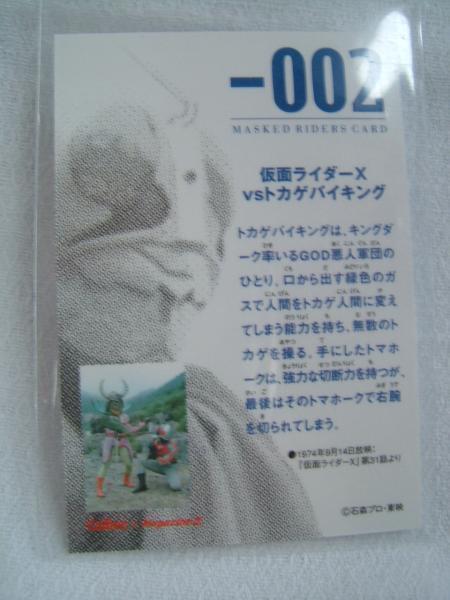 -002
MASKED RIDERS CARD
仮面ライダーX
vsトカゲバイキング
トカゲバイキングは、キングダ
ーク率いるGOD悪人軍団の
ひとり。口から出す緑色のガ
スで人間をトカゲ人間に変え
てしまう能力を持ち、無数のト
カゲを操る。手にしたトマホ
ークは、強力な切断力を持つが、
最後はそのトマホークで右腕
を切られてしまう。
●1974年9月14日放映:
『仮面ライダーX』第31話より
©石森プロ・東映